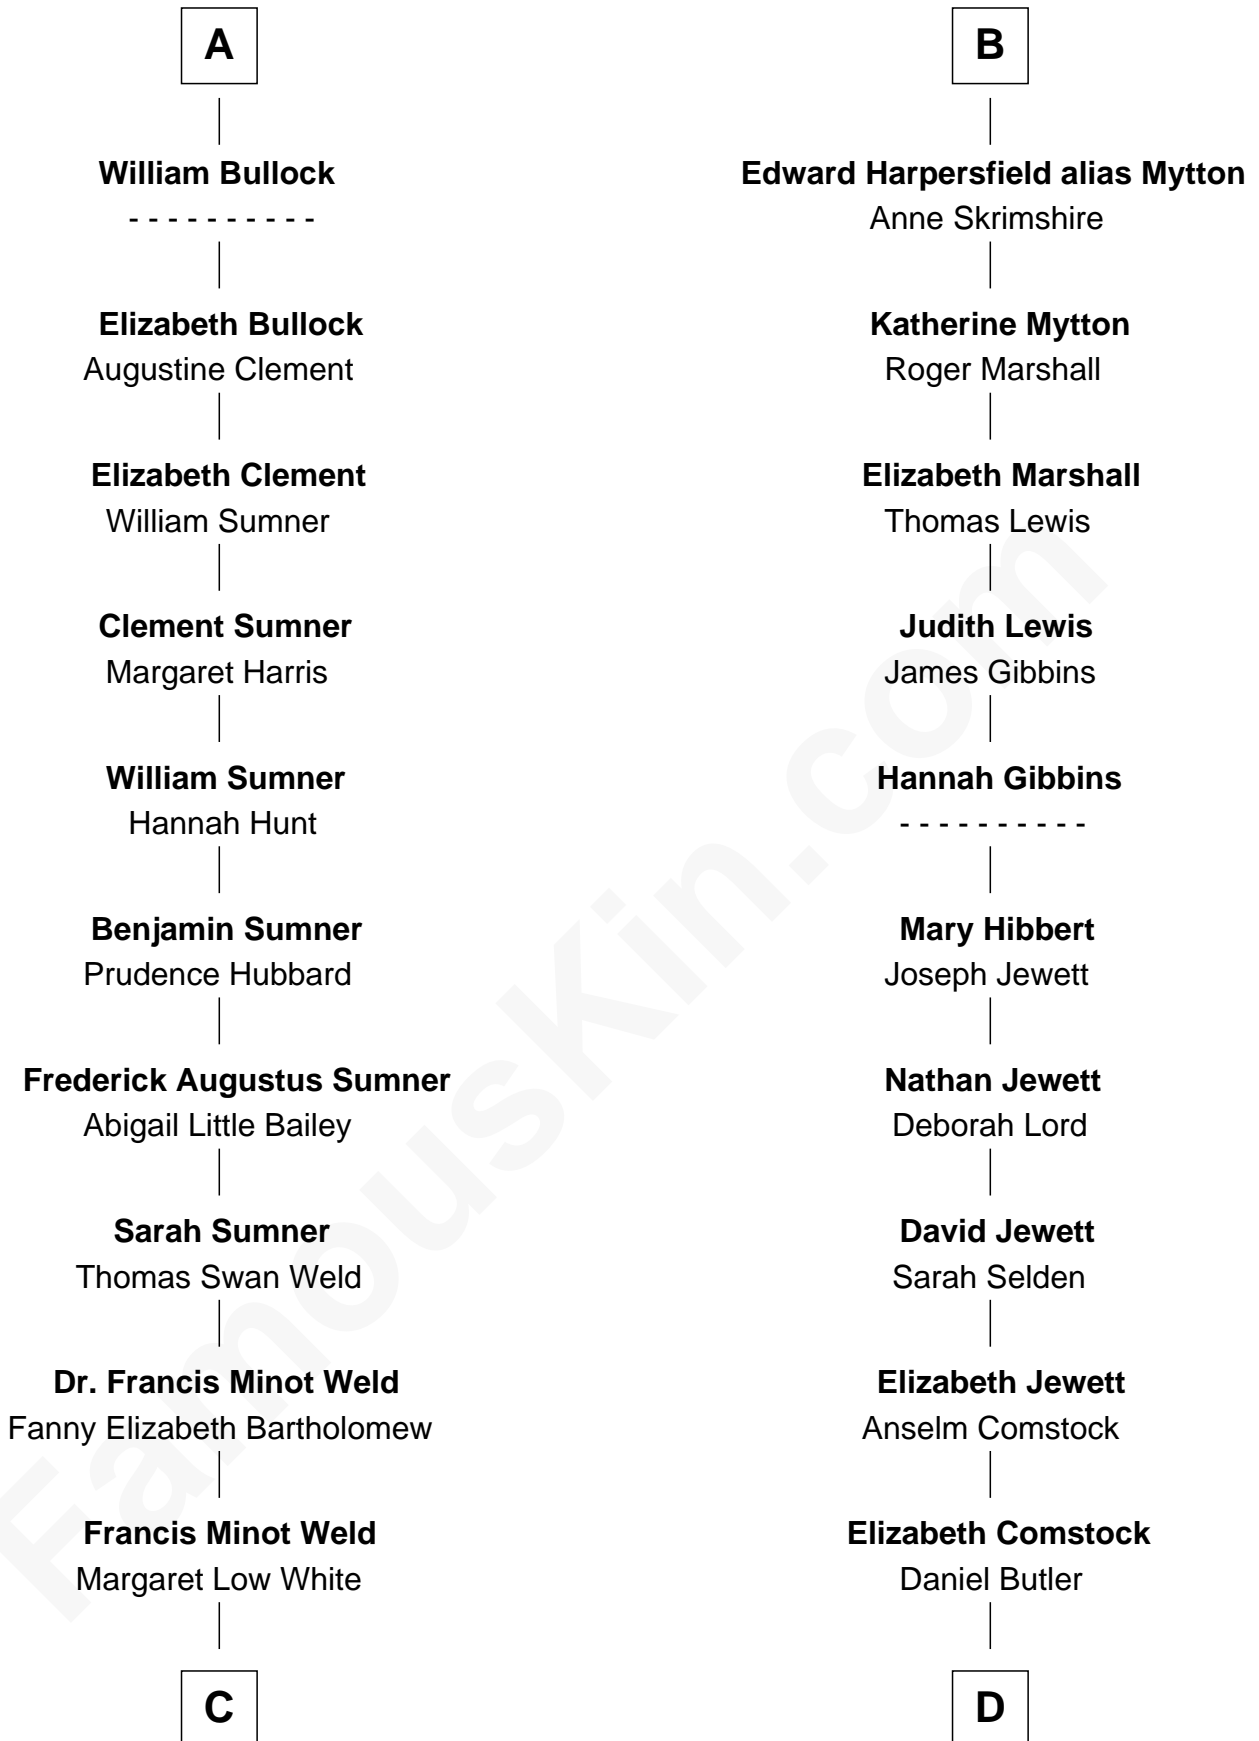 A
William Bullock
- - - - - - - - - -
Elizabeth Bullock
Augustine Clement
Elizabeth Clement
William Sumner
Clement Sumner
Margaret Harris
William Sumner
Hannah Hunt
Benjamin Sumner
Prudence Hubbard
Frederick Augustus Sumner
Abigail Little Bailey
Sarah Sumner
Thomas Swan Weld
Dr. Francis Minot Weld
Fanny Elizabeth Bartholomew
Francis Minot Weld
Margaret Low White
C
B
Edward Harpersfield alias Mytton
Anne Skrimshire
Katherine Mytton
Roger Marshall
Elizabeth Marshall
Thomas Lewis
Judith Lewis
James Gibbins
Hannah Gibbins
- - - - - - - - - -
Mary Hibbert
Joseph Jewett
Nathan Jewett
Deborah Lord
David Jewett
Sarah Selden
Elizabeth Jewett
Anselm Comstock
Elizabeth Comstock
Daniel Butler
D
FamousKin.com